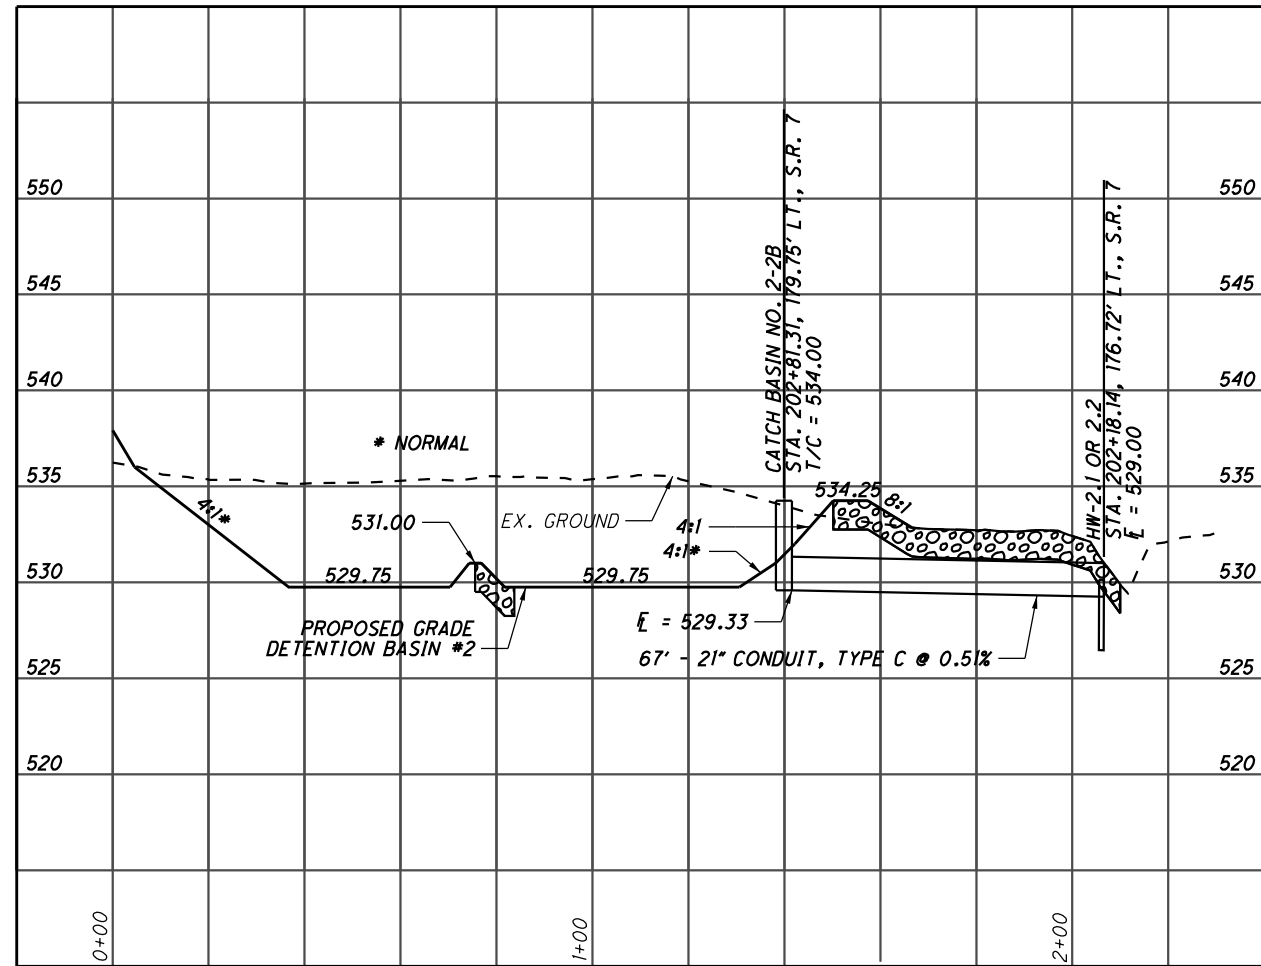 550
545
540
535
530
525
520
550
545
540
535
530
525
520
CATCH BASIN NO. 2-2B
STA. 202+81.31, 179.75' LT., S.R. 7
T/C = 534.00
HW-2.1 OR 2.2
STA. 202+18.14, 176.72' LT., S.R. 7
FL = 529.00
* NORMAL
4:1*
531.00
EX. GROUND
534.25
8:1
4:1
4:1*
529.75
529.75
PROPOSED GRADE
DETENTION BASIN #2
FL = 529.33
67' - 21" CONDUIT, TYPE C @ 0.51%
0+00
1+00
2+00